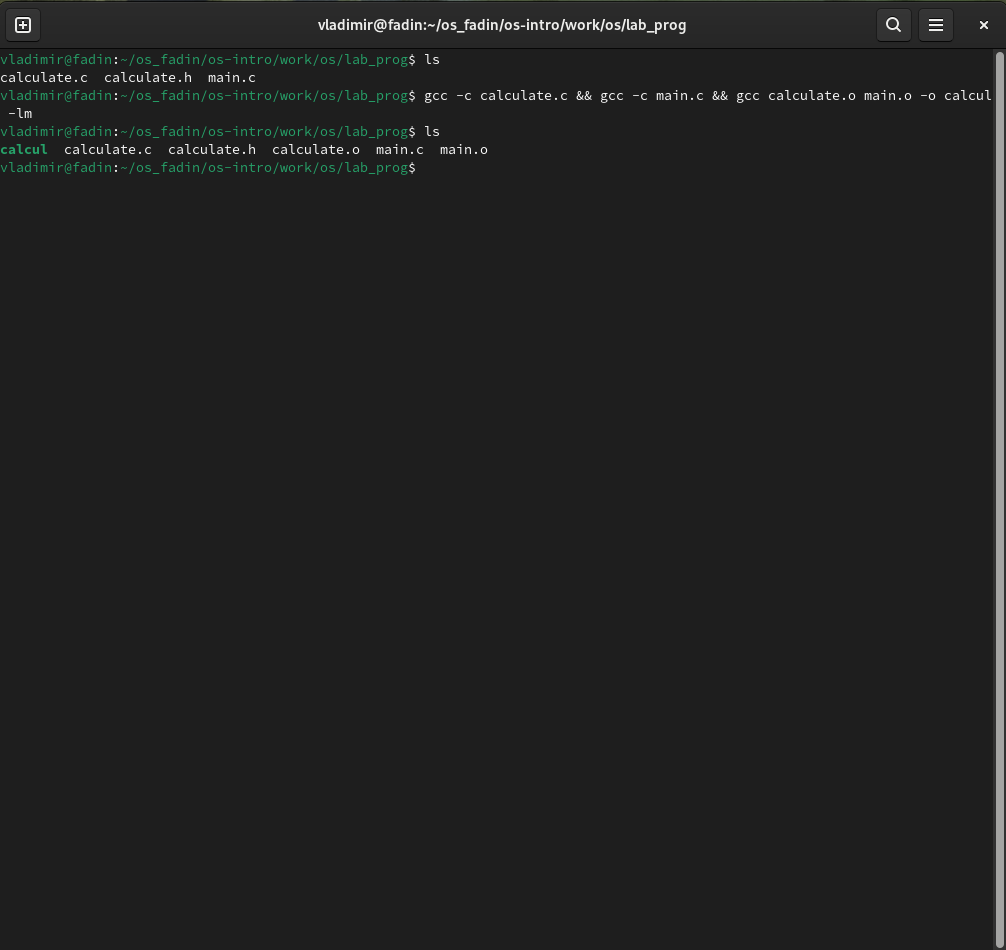 vladimir@fadin:~/os_fadin/os-intro/work/os/lab_prog
vladimir@fadin:~/os_fadin/os-intro/work/os/lab_prog$ ls
calculate.c  calculate.h  main.c
vladimir@fadin:~/os_fadin/os-intro/work/os/lab_prog$ gcc -c calculate.c && gcc -c main.c && gcc calculate.o main.o -o calcul
 -lm
vladimir@fadin:~/os_fadin/os-intro/work/os/lab_prog$ ls
calcul  calculate.c  calculate.h  calculate.o  main.c  main.o
vladimir@fadin:~/os_fadin/os-intro/work/os/lab_prog$